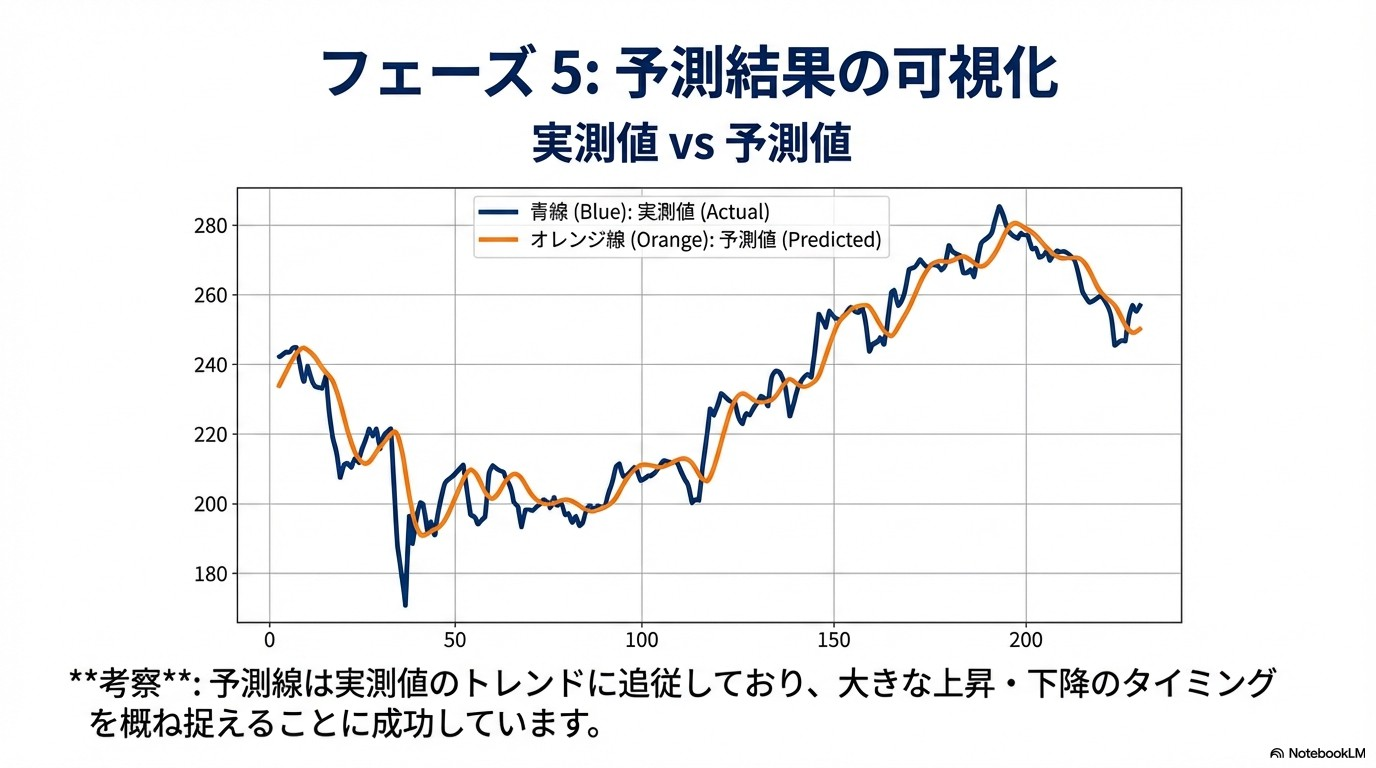 フェーズ 5: 予測結果の可視化
実測値 vs 予測値
青線 (Blue): 実測値 (Actual)
オレンジ線 (Orange): 予測値 (Predicted)
280
260
240
220
200
180
0
50
100
150
200
**考察**: 予測線は実測値のトレンドに追従しており、大きな上昇・下降のタイミング
を概ね捉えることに成功しています。
NotebookLM